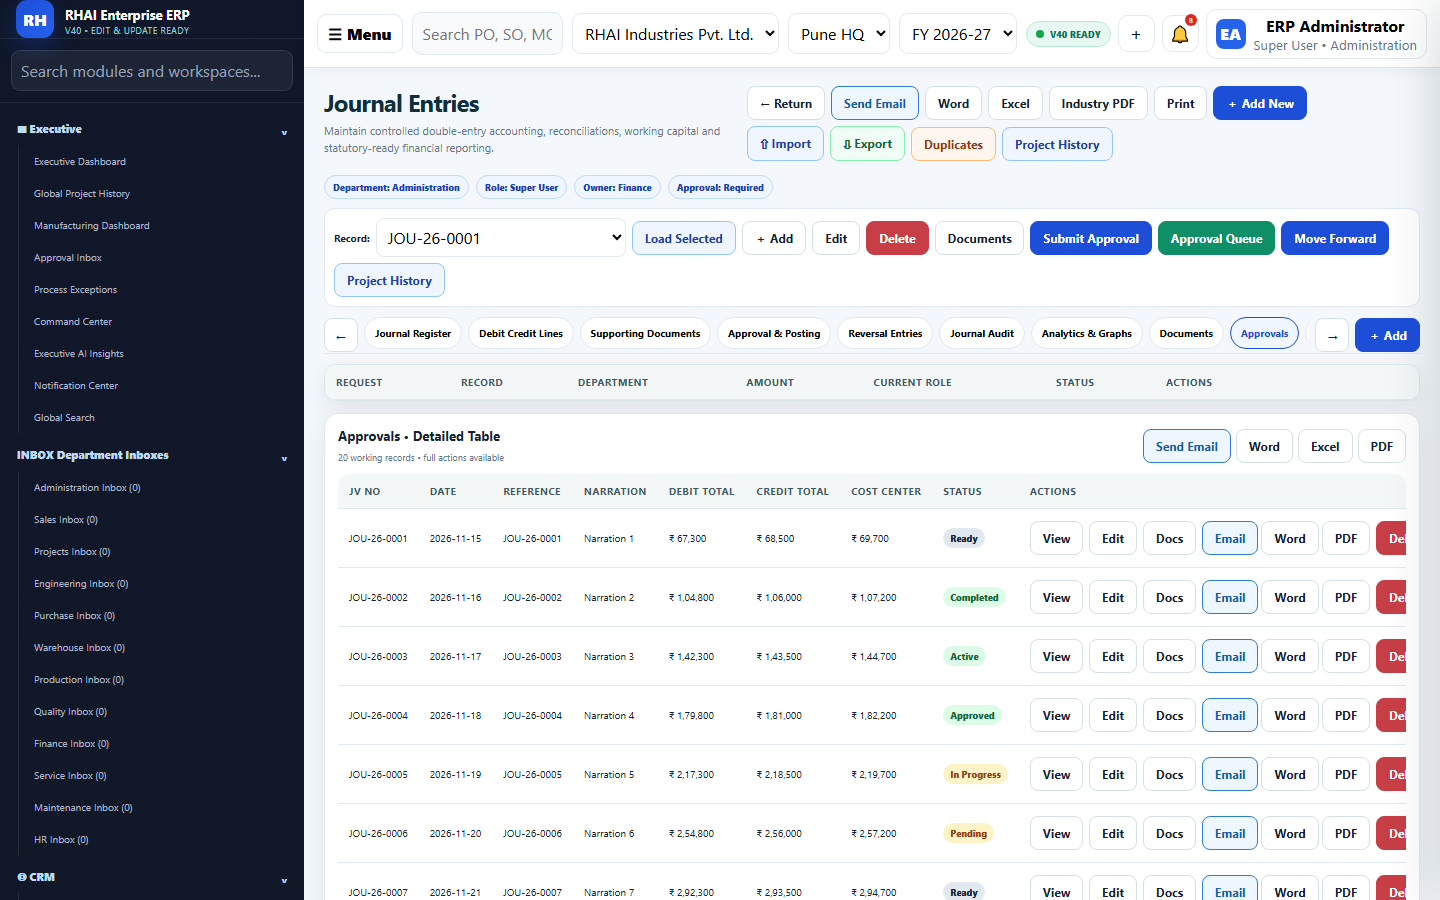 RH
RHAI Enterprise ERP
V40 • EDIT & UPDATE READY
Search modules and workspaces...
Executive
Executive Dashboard
Global Project History
Manufacturing Dashboard
Approval Inbox
Process Exceptions
Command Center
Executive AI Insights
Notification Center
Global Search
INBOX Department Inboxes
Administration Inbox (0)
Sales Inbox (0)
Projects Inbox (0)
Engineering Inbox (0)
Purchase Inbox (0)
Warehouse Inbox (0)
Production Inbox (0)
Quality Inbox (0)
Finance Inbox (0)
Service Inbox (0)
Maintenance Inbox (0)
HR Inbox (0)
CRM
☰ Menu
Search PO, SO, MC
RHAI Industries Pvt. Ltd.
Pune HQ
FY 2026-27
V40 READY
+
8
EA
ERP Administrator
Super User • Administration
Journal Entries
Maintain controlled double-entry accounting, reconciliations, working capital and
statutory-ready financial reporting.
← Return Send Email Word Excel Industry PDF Print + Add New
⇧ Import ⇩ Export Duplicates Project History
Department: Administration Role: Super User Owner: Finance Approval: Required
Record: JOU-26-0001 Load Selected + Add Edit Delete Documents Submit Approval Approval Queue Move Forward
Project History
← Journal Register Debit Credit Lines Supporting Documents Approval & Posting Reversal Entries Journal Audit Analytics & Graphs Documents Approvals → + Add
REQUEST RECORD DEPARTMENT AMOUNT CURRENT ROLE STATUS ACTIONS
Approvals • Detailed Table
20 working records • full actions available
Send Email Word Excel PDF
JV NO DATE REFERENCE NARRATION DEBIT TOTAL CREDIT TOTAL COST CENTER STATUS ACTIONS
JOU-26-0001 2026-11-15 JOU-26-0001 Narration 1 ₹ 67,300 ₹ 68,500 ₹ 69,700 Ready View Edit Docs Email Word PDF Del
JOU-26-0002 2026-11-16 JOU-26-0002 Narration 2 ₹ 1,04,800 ₹ 1,06,000 ₹ 1,07,200 Completed View Edit Docs Email Word PDF Del
JOU-26-0003 2026-11-17 JOU-26-0003 Narration 3 ₹ 1,42,300 ₹ 1,43,500 ₹ 1,44,700 Active View Edit Docs Email Word PDF Del
JOU-26-0004 2026-11-18 JOU-26-0004 Narration 4 ₹ 1,79,800 ₹ 1,81,000 ₹ 1,82,200 Approved View Edit Docs Email Word PDF Del
JOU-26-0005 2026-11-19 JOU-26-0005 Narration 5 ₹ 2,17,300 ₹ 2,18,500 ₹ 2,19,700 In Progress View Edit Docs Email Word PDF Del
JOU-26-0006 2026-11-20 JOU-26-0006 Narration 6 ₹ 2,54,800 ₹ 2,56,000 ₹ 2,57,200 Pending View Edit Docs Email Word PDF Del
JOU-26-0007 2026-11-21 JOU-26-0007 Narration 7 ₹ 2,92,300 ₹ 2,93,500 ₹ 2,94,700 Ready View Edit Docs Email Word PDF Del